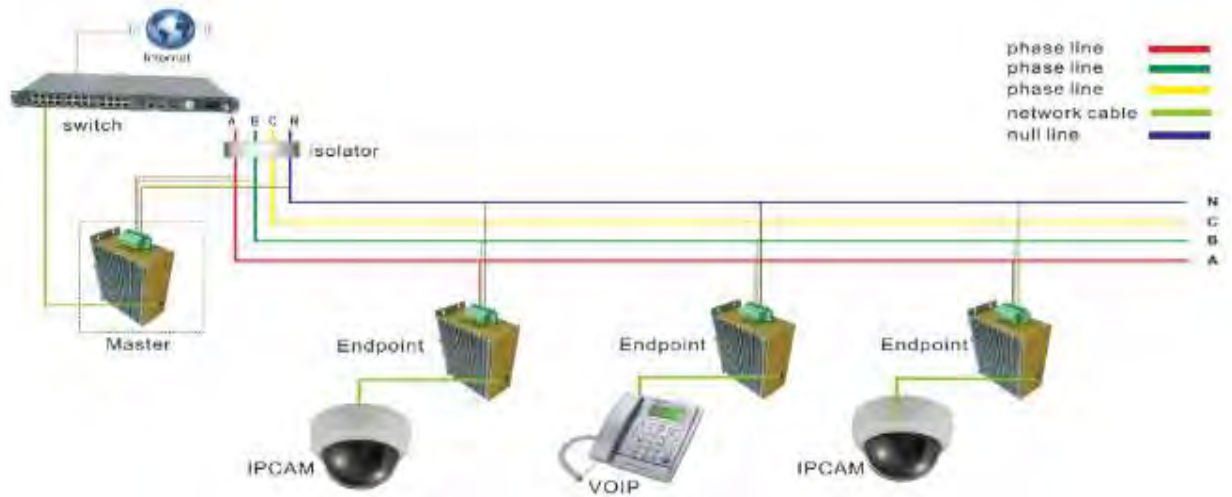 Internet
switch
A B C N
isolator
phase line
phase line
phase line
network cable
null line
N
C
B
A
Master
Endpoint
Endpoint
Endpoint
IPCAM
VOIP
IPCAM